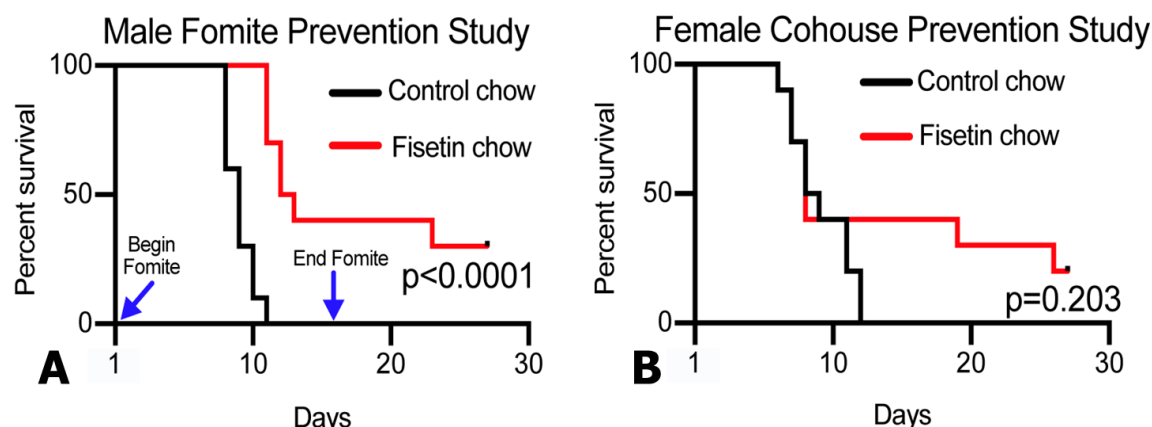 Male Fomite Prevention Study
Percent survival
100
50
0
Control chow
Fisetin chow
Begin
Fomite
End Fomite
p<0.0001
1
10
20
30
A
Days
Female Cohouse Prevention Study
Percent survival
100
50
0
Control chow
Fisetin chow
p=0.203
1
10
20
30
B
Days